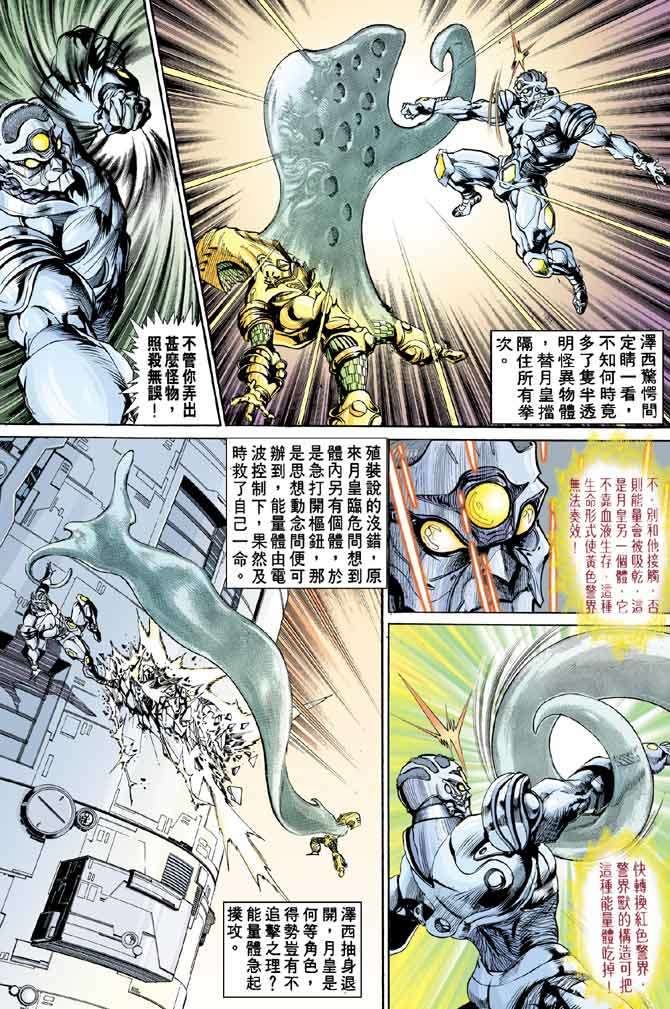 澤西驚愕間
定睛一看，
不知何時竟
多了隻半透
明怪異物體
，替月皇擋
隔住所有拳
次。
不管你弄出
甚麼怪物，
照殺無誤！
不，別和他接觸，否
則能量會被吸乾，這
是月皇另一個體，它
不靠血液生存，這種
生命形式使黃色警界
無法奏效！
殖裝說的沒錯，原
來月皇臨危間想到
體內另有個體，於
是急打開樞鈕，那
是思想動念間便可
辦到，能量體由電
波控制下，果然及
時救了自己一命。
快轉換紅色警界，
警界獸的構造可把
這種能量體吃掉！
澤西抽身退
開，月皇是
何等角色，
得勢豈有不
追擊之理？
能量體急起
撲攻。